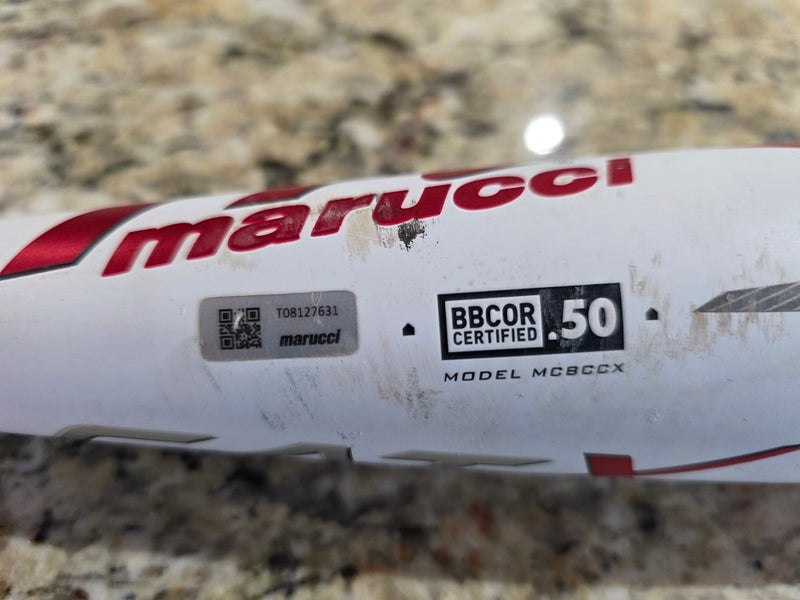 marucci
T08127631
marucci
BBCOR
CERTIFIED
.50
MODEL MCBCCX